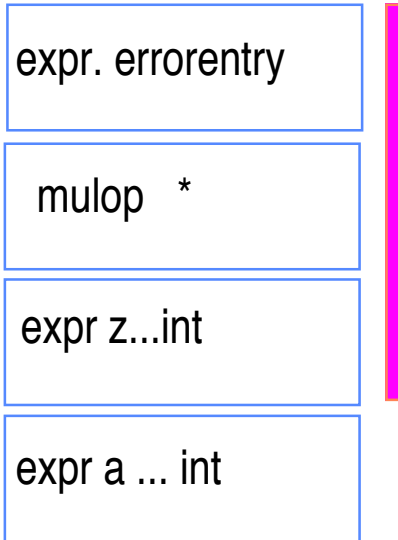 expr. errorentry
mulop *
expr z...int
expr a ... int